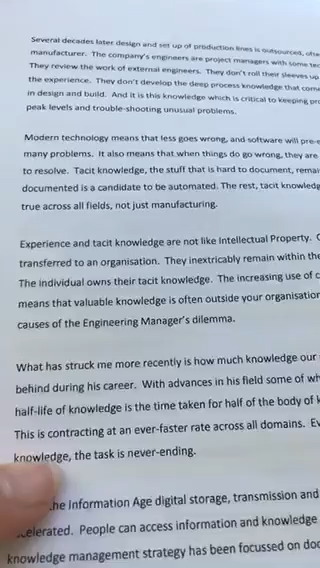 Several decades later design and set up of production lines is outsourced,
manufacturer. The company's engineers are project managers with some
They review the work of external engineers. They don't roll their sleeves up
the experience. They don't develop the deep process knowledge that
in design and build. And it is this knowledge which is critical to keeping
peak levels and trouble-shooting unusual problems.
Modern technology means that less goes wrong, and software will
many problems. It also means that when things do go wrong, they are
to resolve. Tacit knowledge, the stuff that is hard to document,
documented is a candidate to be automated. The rest, tacit
true across all fields, not just manufacturing.
Experience and tacit knowledge are not like Intellectual Property.
transferred to an organisation. They inextricably remain within the
The individual owns their tacit knowledge. The increasing use of
means that valuable knowledge is often outside your organisation
causes of the Engineering Manager's dilemma.
What has struck me more recently is how much knowledge our
behind during his career. With advances in his field some of
half-life of knowledge is the time taken for half of the body of
This is contracting at an ever-faster rate across all domains.
knowledge, the task is never-ending.
the Information Age digital storage, transmission and
People can access information and knowledge
knowledge management strategy has been focussed on